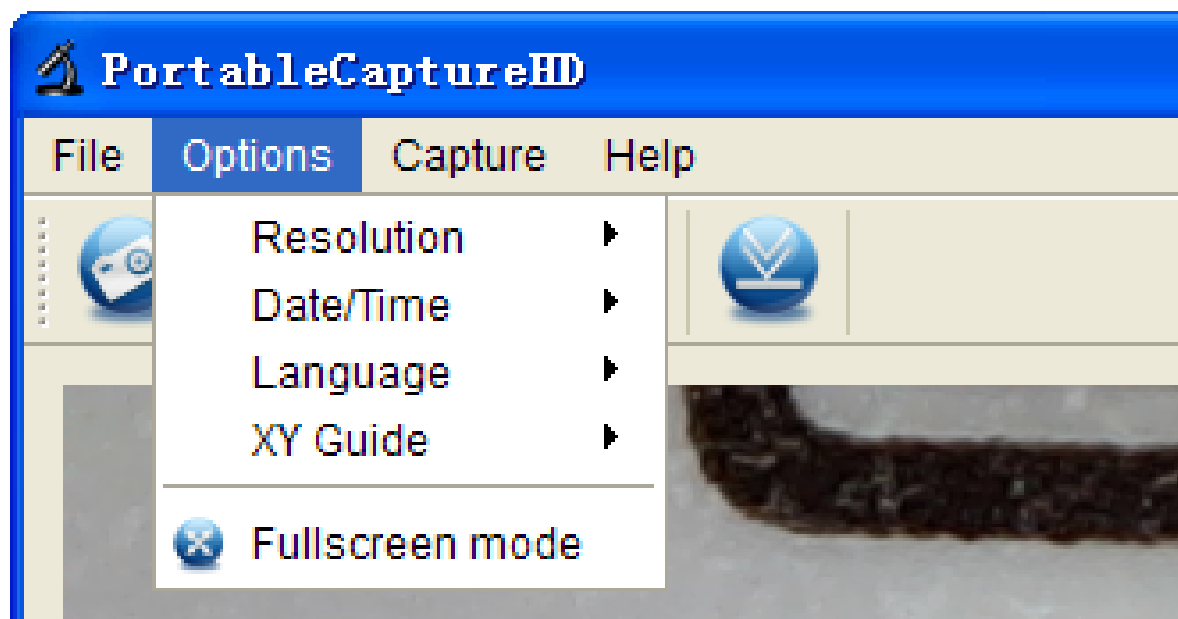 PortableCaptureHD
File Options Capture Help
Resolution
Date/Time
Language
XY Guide
Fullscreen mode